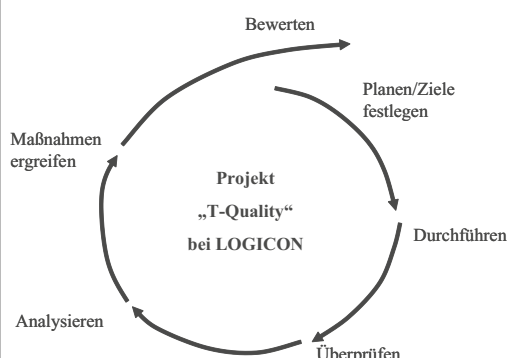 Bewerten
Planen/Ziele
festlegen
Maßnahmen
ergreifen
Projekt
„T-Quality“
bei LOGICON
Durchführen
Analysieren
Überprüfen